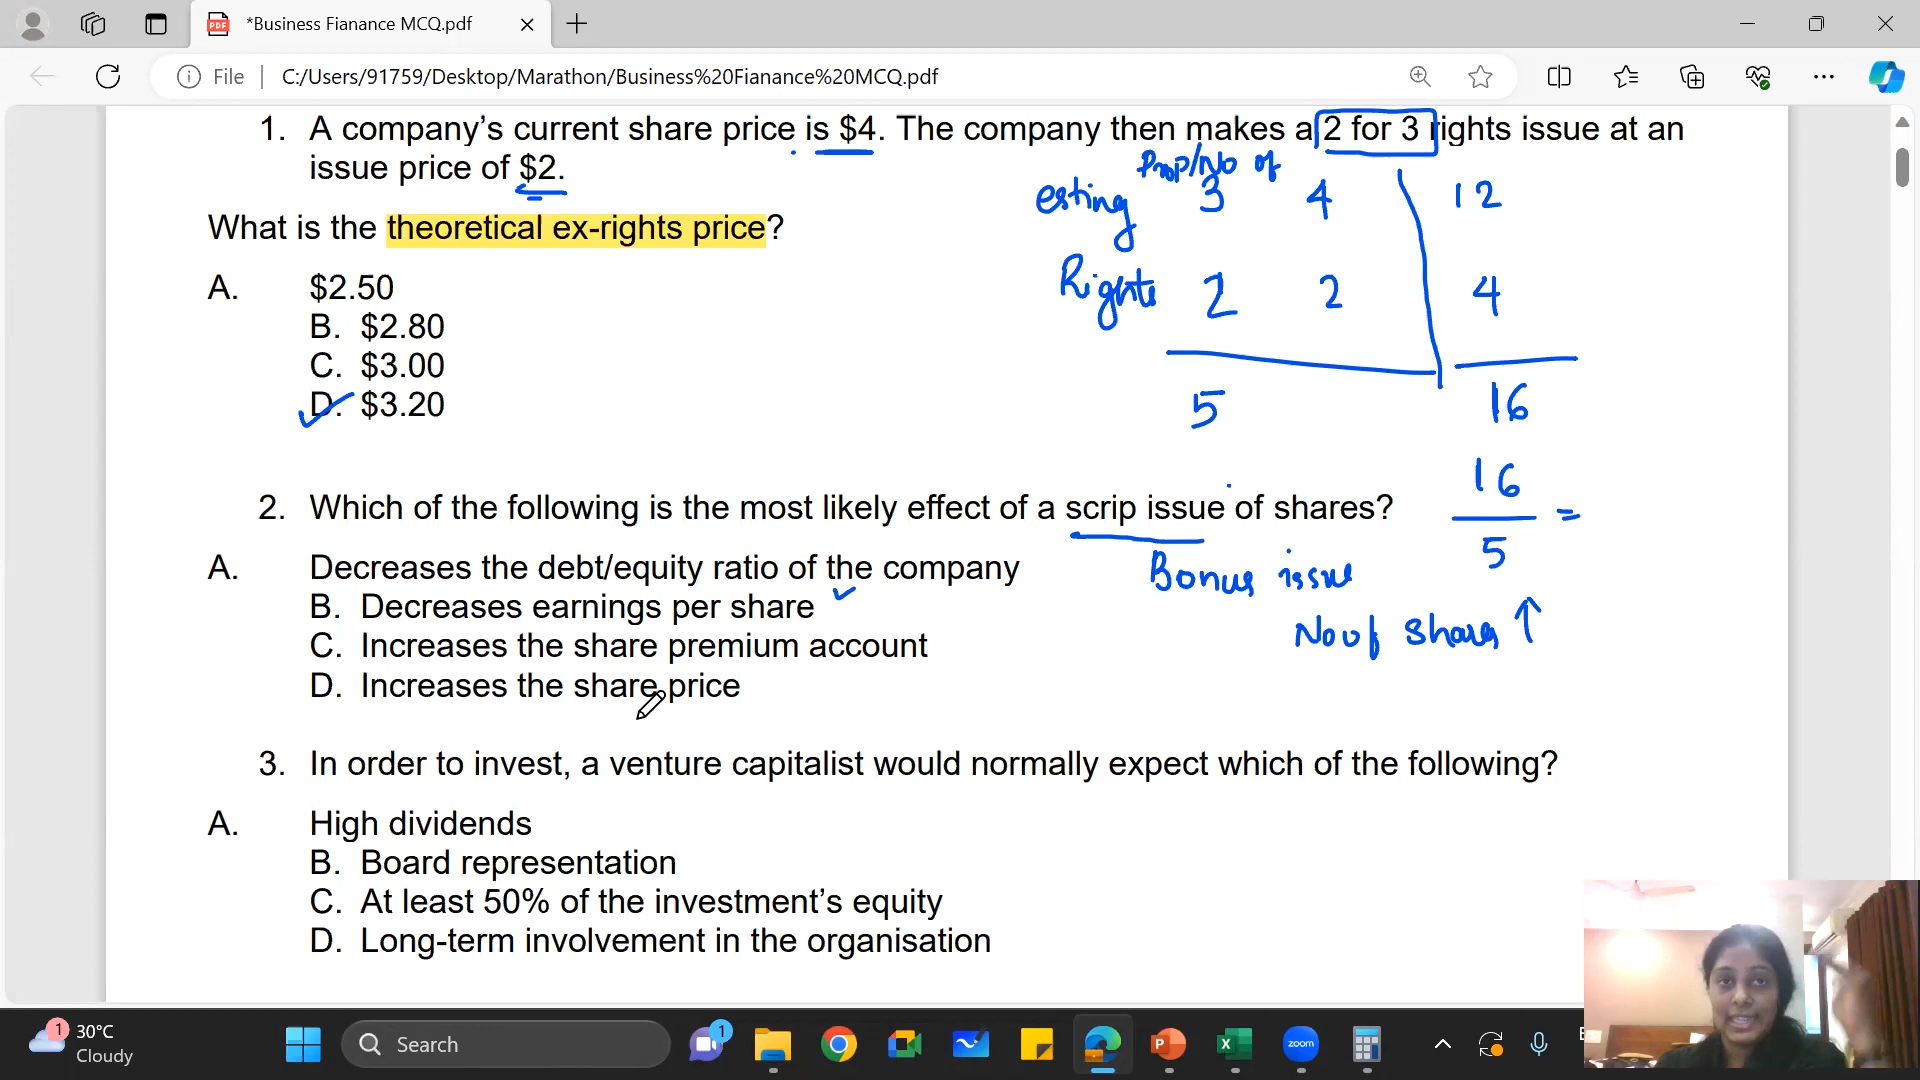 *Business Fianance MCQ.pdf
File
C:/Users/91759/Desktop/Marathon/Business%20Fianance%20MCQ.pdf
1. A company’s current share price is $4. The company then makes a 2 for 3 rights issue at an
issue price of $2.
Prop/No of
esting 3 4 12
What is the theoretical ex-rights price?
A. $2.50
Rights 2 2 4
B. $2.80
C. $3.00
D. $3.20
5 16
16
2. Which of the following is the most likely effect of a scrip issue of shares?
=
5
A. Decreases the debt/equity ratio of the company
Bonus issue
B. Decreases earnings per share
No of shares ↑
C. Increases the share premium account
D. Increases the share price
3. In order to invest, a venture capitalist would normally expect which of the following?
A. High dividends
B. Board representation
C. At least 50% of the investment’s equity
D. Long-term involvement in the organisation
1
30°C
Cloudy
Search
1
zoom